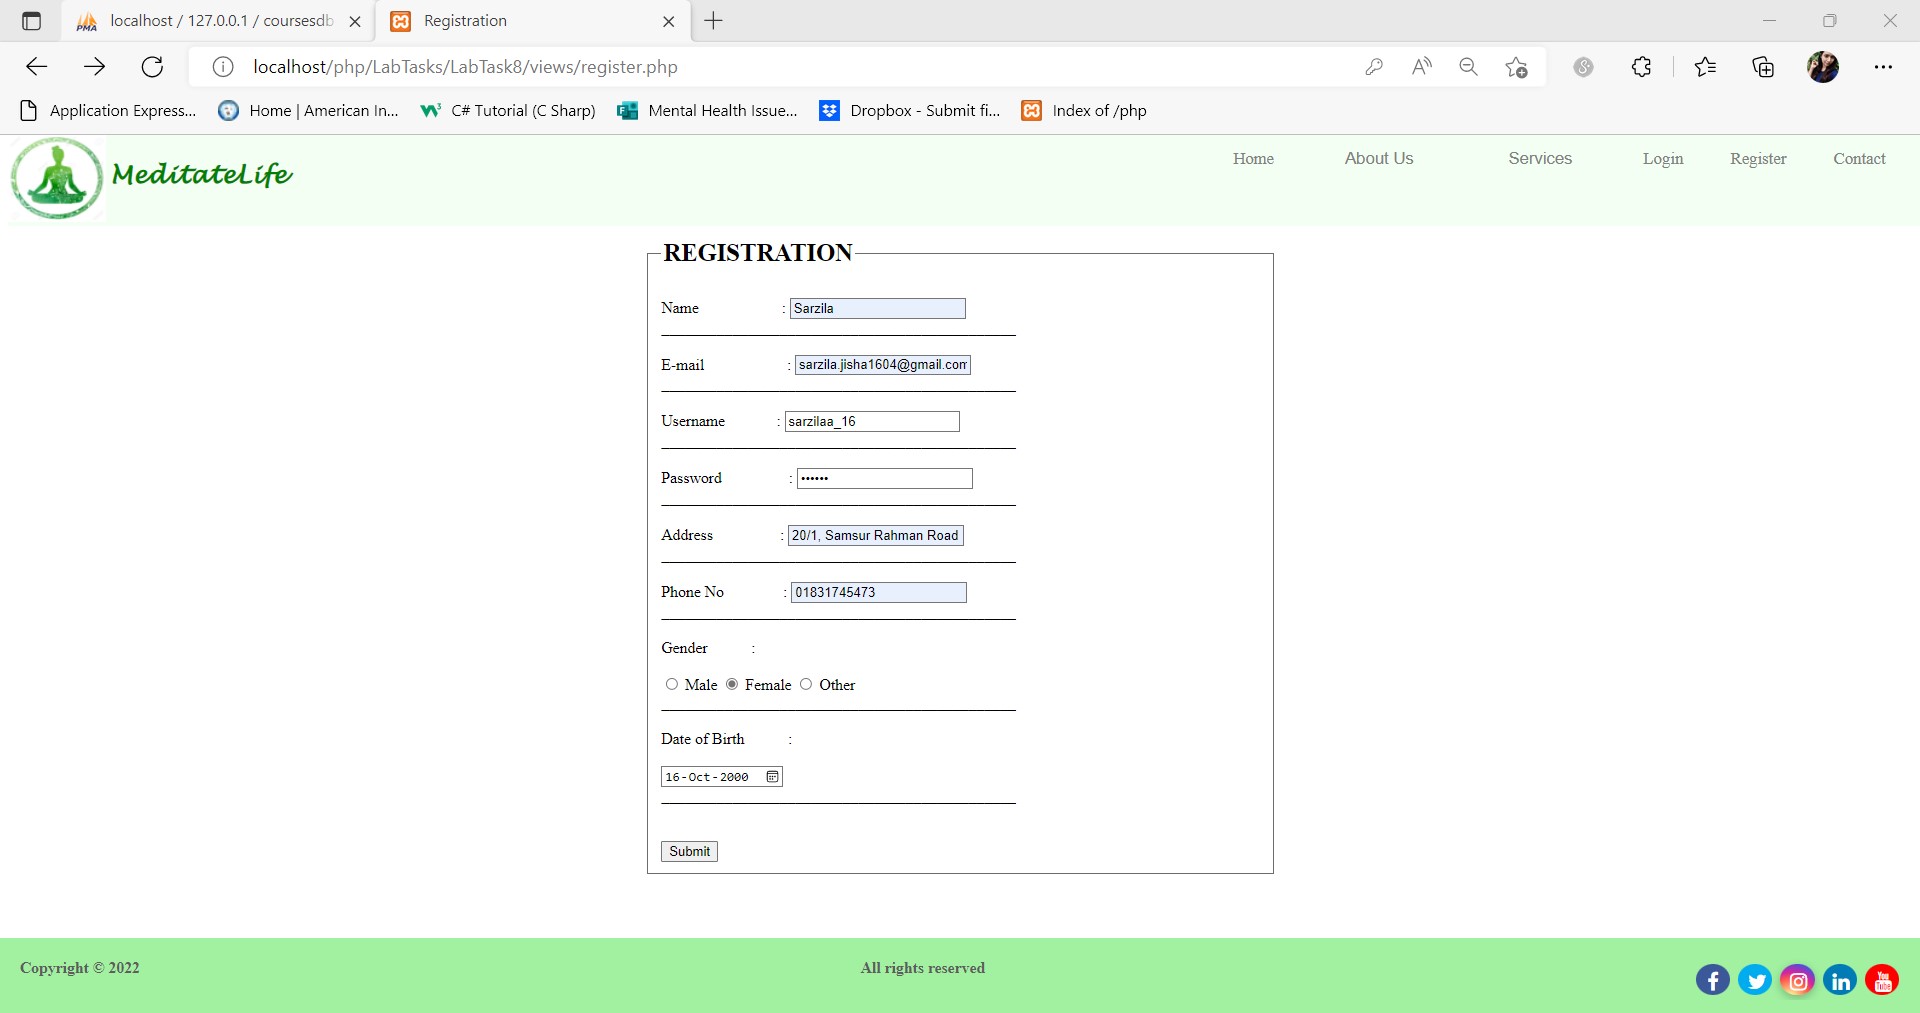 localhost / 127.0.0.1 / coursesdb
Registration
localhost/php/LabTasks/LabTask8/views/register.php
Application Express... Home | American In... C# Tutorial (C Sharp) Mental Health Issue... Dropbox - Submit fi... Index of /php
MeditateLife
Home About Us Services Login Register Contact
REGISTRATION
Name : Sarzila
E-mail : sarzila.jisha1604@gmail.com
Username : sarzilaa_16
Password : ••••••
Address : 20/1, Samsur Rahman Road
Phone No : 01831745473
Gender :
Male Female Other
Date of Birth :
16-Oct-2000
Submit
Copyright © 2022 All rights reserved